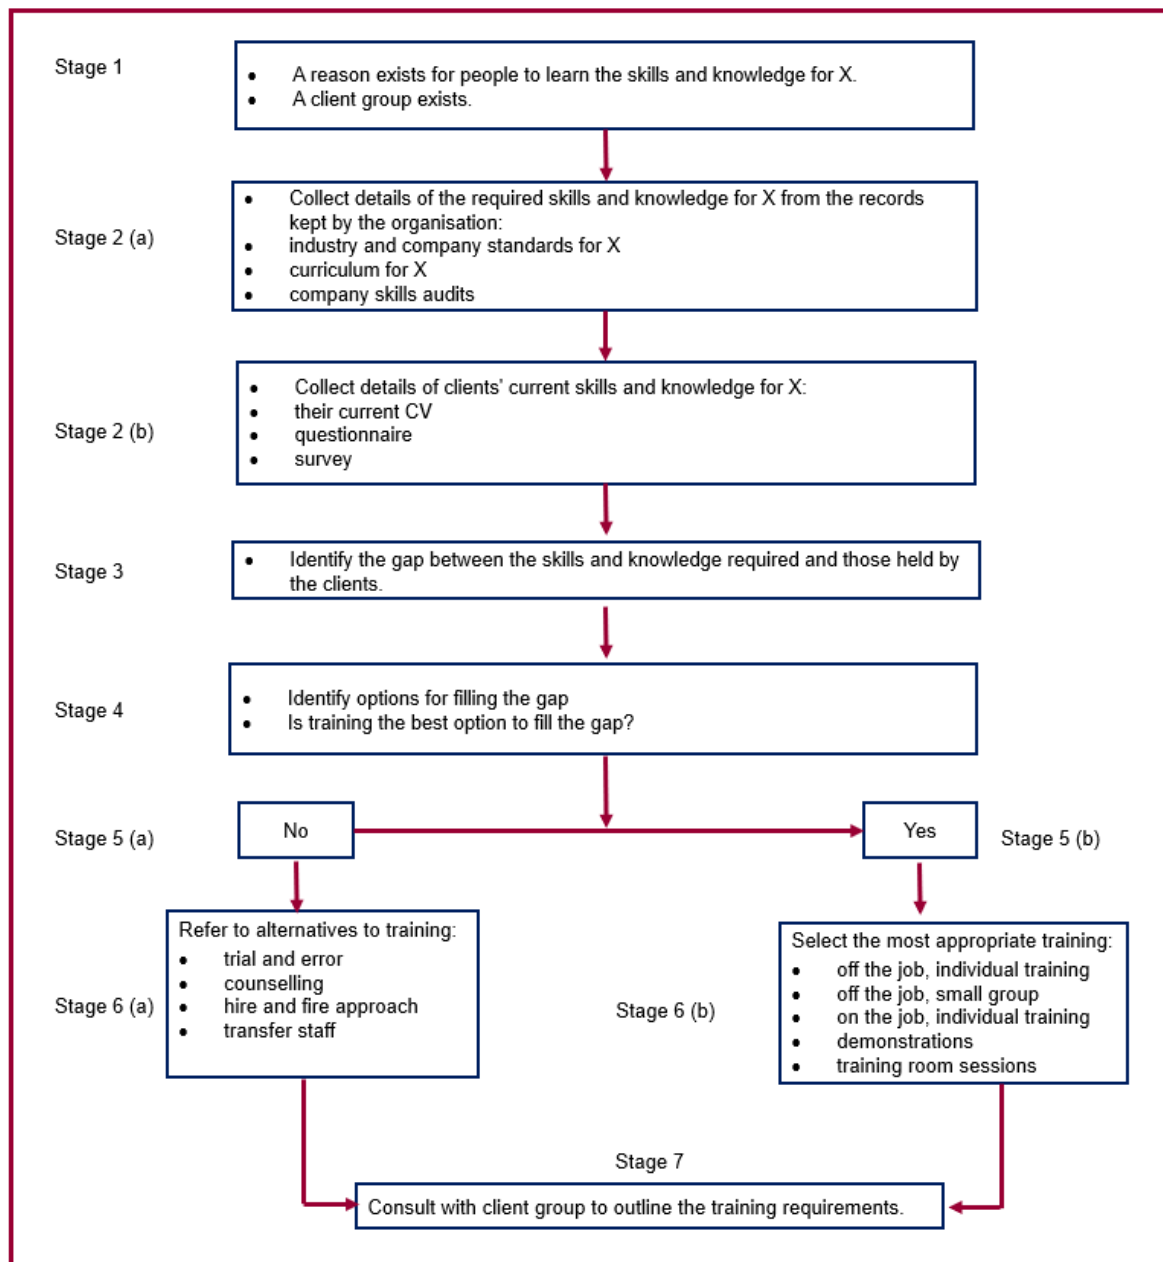 Stage 1
• A reason exists for people to learn the skills and knowledge for X.
• A client group exists.
Stage 2 (a)
• Collect details of the required skills and knowledge for X from the records
kept by the organisation:
• industry and company standards for X
• curriculum for X
• company skills audits
Stage 2 (b)
• Collect details of clients' current skills and knowledge for X:
• their current CV
• questionnaire
• survey
Stage 3
• Identify the gap between the skills and knowledge required and those held by
the clients.
Stage 4
• Identify options for filling the gap
• Is training the best option to fill the gap?
Stage 5 (a)
No
Yes
Stage 5 (b)
Stage 6 (a)
Refer to alternatives to training:
• trial and error
• counselling
• hire and fire approach
• transfer staff
Stage 6 (b)
Select the most appropriate training:
• off the job, individual training
• off the job, small group
• on the job, individual training
• demonstrations
• training room sessions
Stage 7
Consult with client group to outline the training requirements.